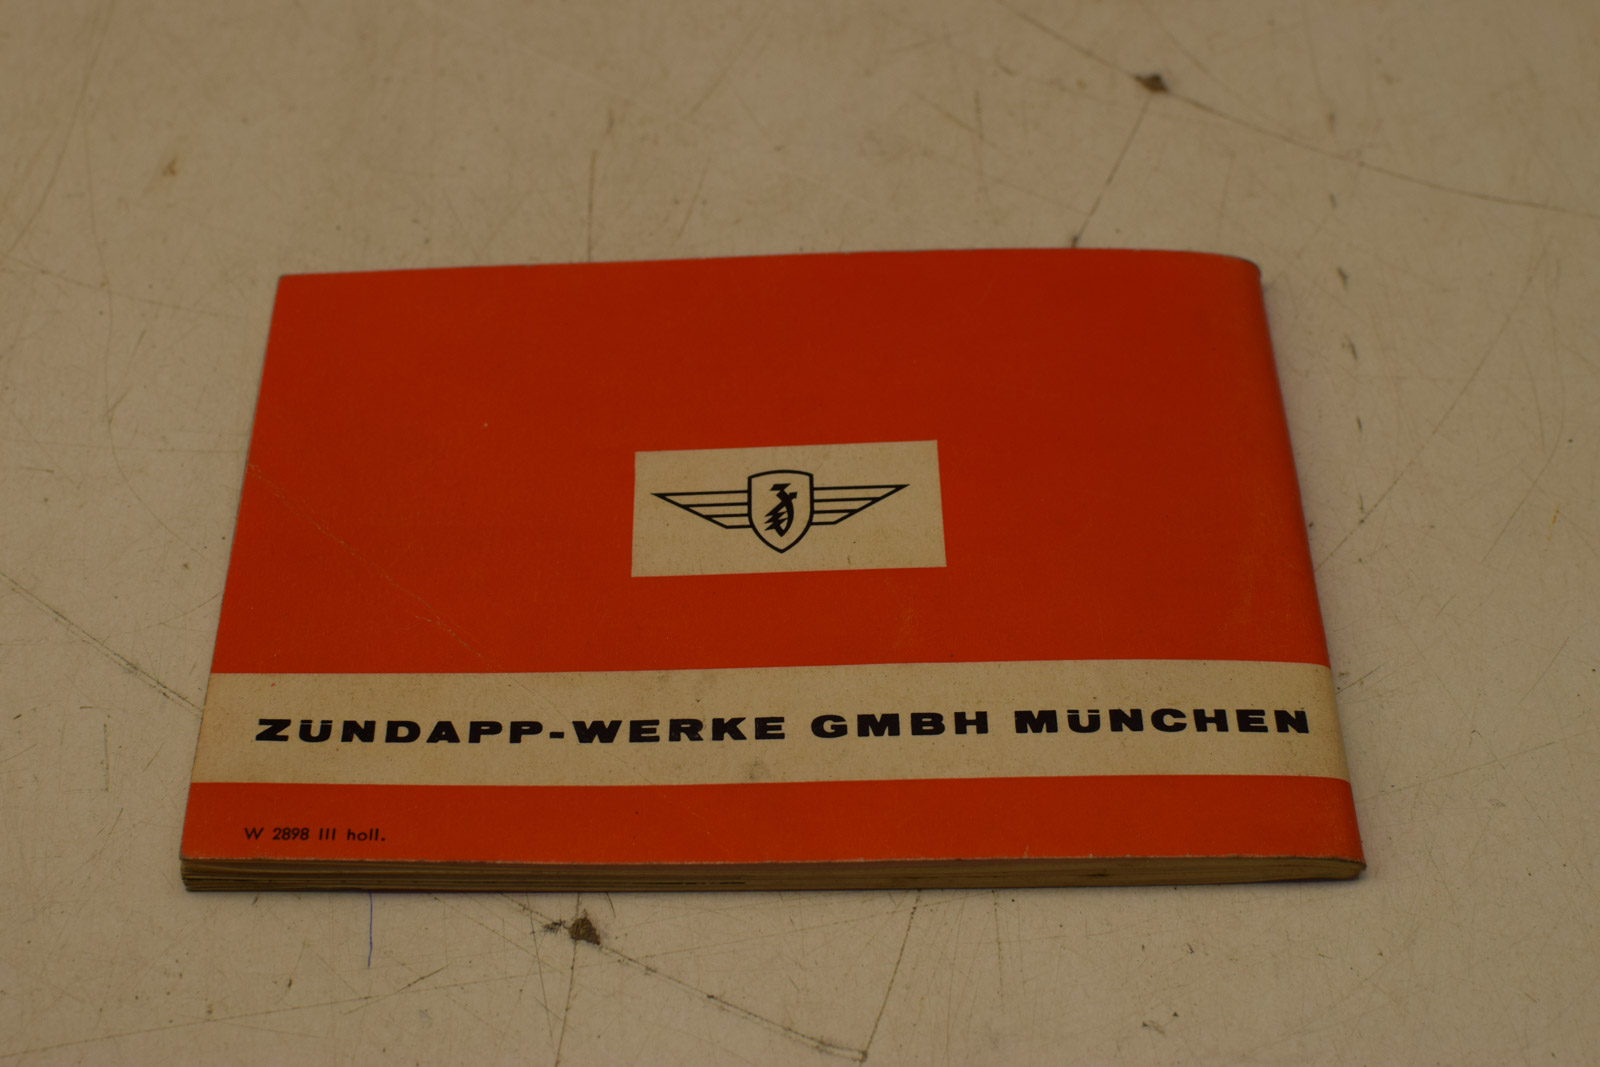 ZÜNDAPP-WERKE GMBH MÜNCHEN
W 2898 III holl.